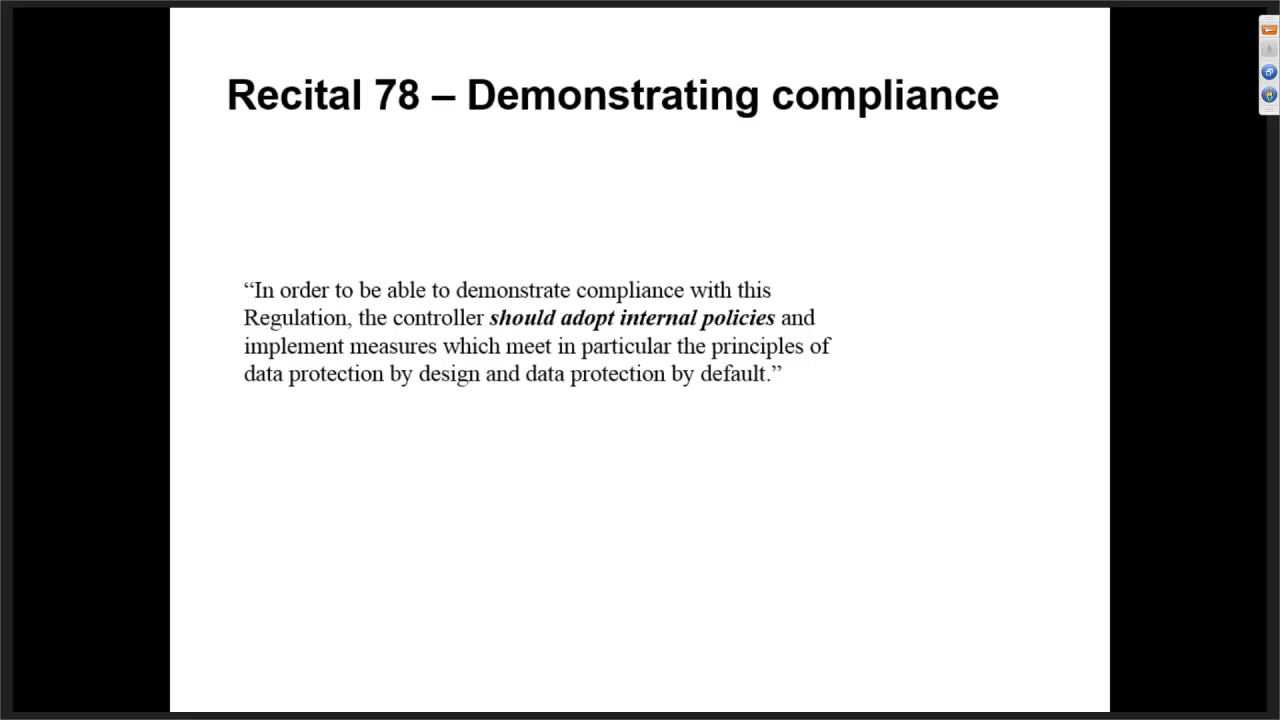 Recital 78 – Demonstrating compliance
“In order to be able to demonstrate compliance with this
Regulation, the controller should adopt internal policies and
implement measures which meet in particular the principles of
data protection by design and data protection by default.”